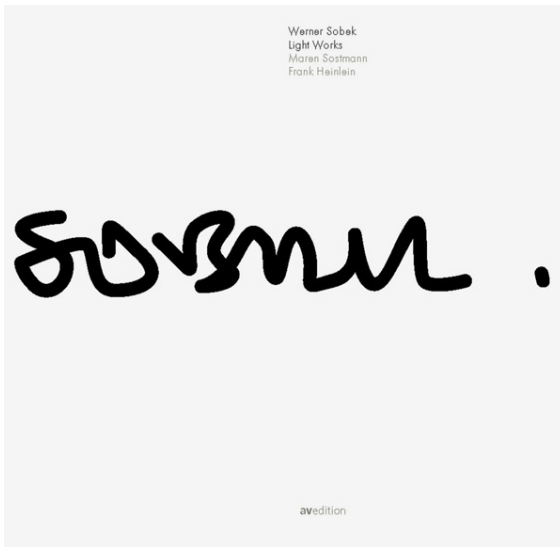 Werner Sobek
Light Works
Maren Sostmann
Frank Heinlein
avedition